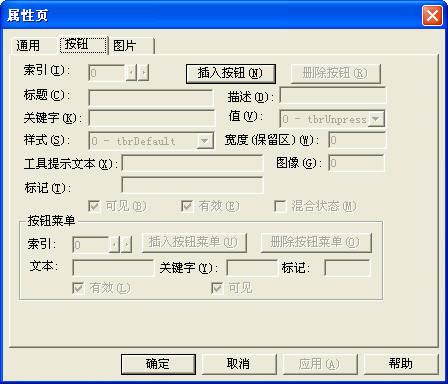 属性页
通用 按钮 图片
索引(I): 0 插入按钮(N) 删除按钮(R)
标题(C): 描述(D):
关键字(K): 值(V): 0 - tbrUnpress
样式(S): 0 - tbrDefault 宽度(保留区)(W): 0
工具提示文本(X): 图像(G): 0
标记(T):
可见(B) 有效(E) 混合状态(M)
按钮菜单
索引: 0 插入按钮菜单(U) 删除按钮菜单(O)
文本: 关键字(Y): 标记:
有效(L) 可见
确定 取消 应用(A) 帮助